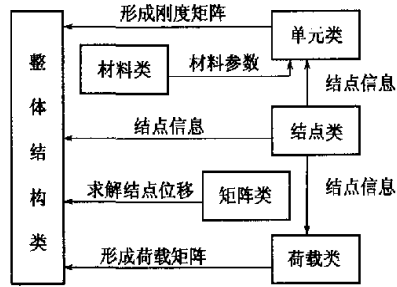 形成刚度矩阵
单元类
材料类
材料参数
整体结构类
结点信息
结点信息
结点类
求解结点位移
矩阵类
结点信息
形成荷载矩阵
荷载类